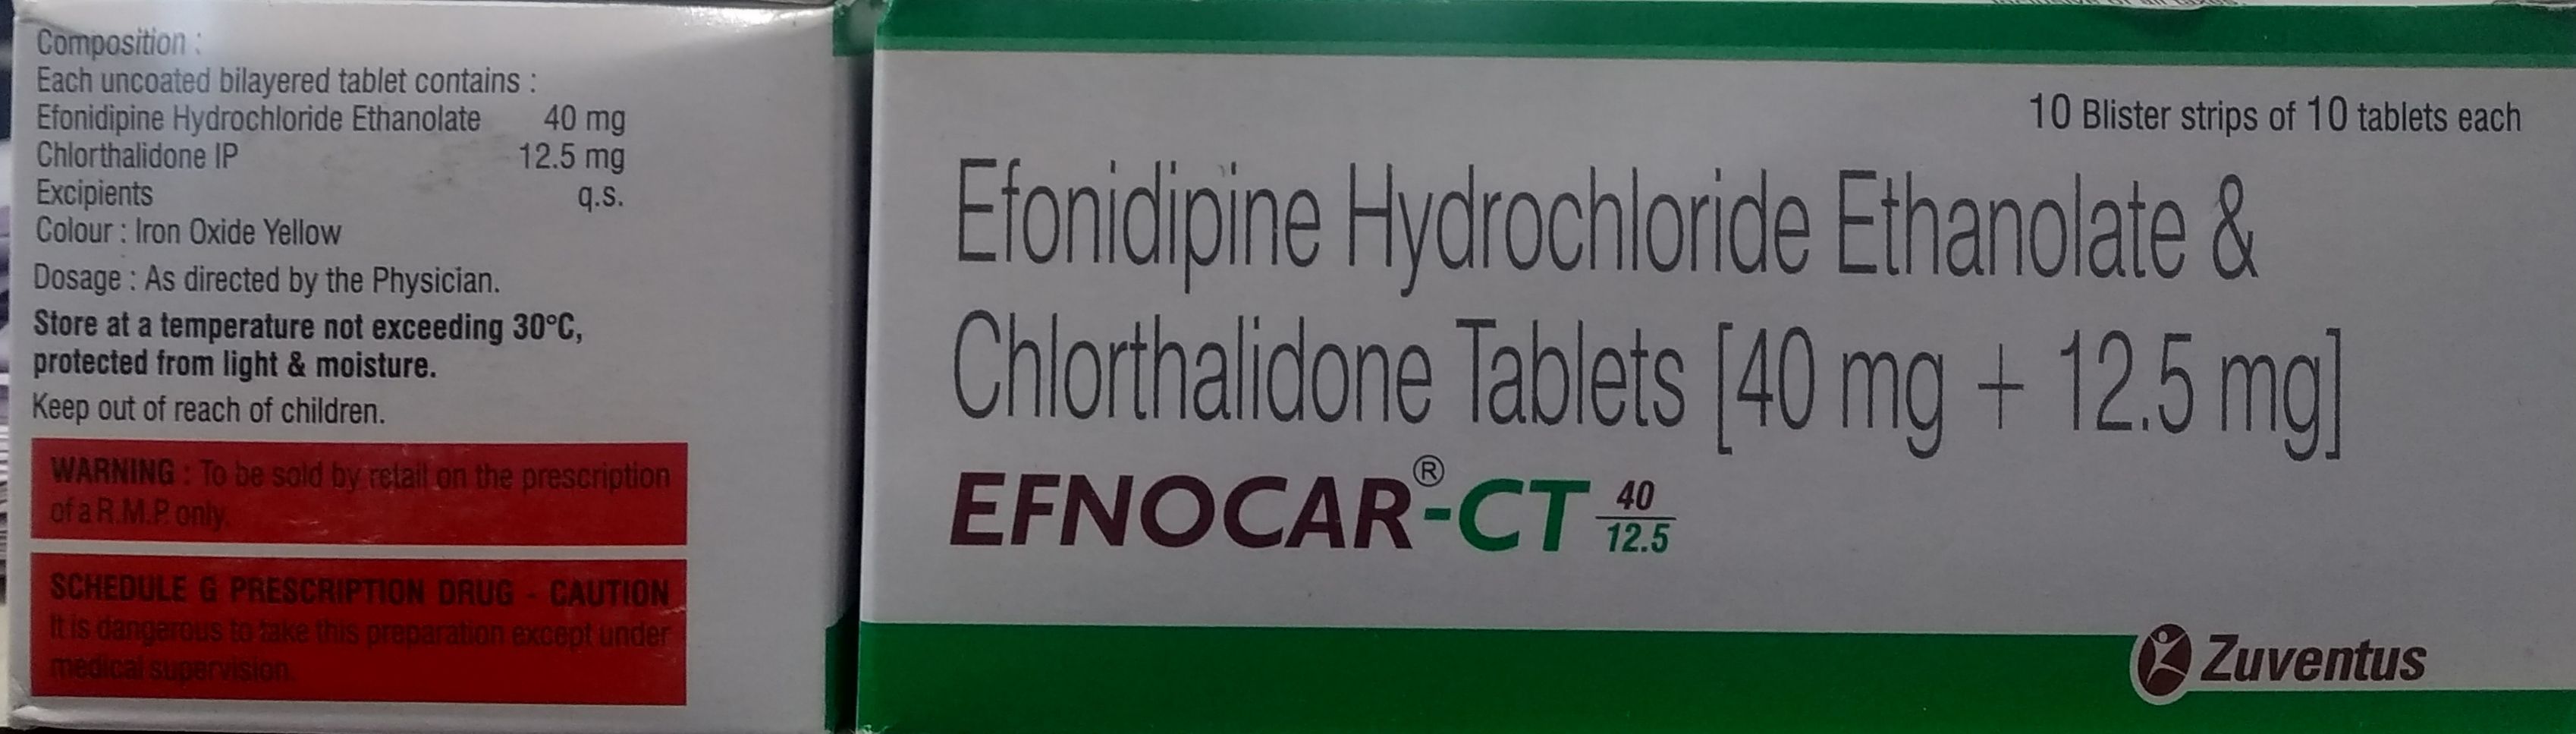 Composition :
Each uncoated bilayered tablet contains :
Efonidipine Hydrochloride Ethanolate 40 mg
Chlorthalidone IP 12.5 mg
Excipients q.s.
Colour : Iron Oxide Yellow
Dosage : As directed by the Physician.
Store at a temperature not exceeding 30°C,
protected from light & moisture.
Keep out of reach of children.
WARNING : To be sold by retail on the prescription
of a R.M.P. only.
SCHEDULE G PRESCRIPTION DRUG - CAUTION
It is dangerous to take this preparation except under
medical supervision.
10 Blister strips of 10 tablets each
Efonidipine Hydrochloride Ethanolate &
Chlorthalidone Tablets [40 mg + 12.5 mg]
EFNOCAR®-CT 40/12.5
Zuventus